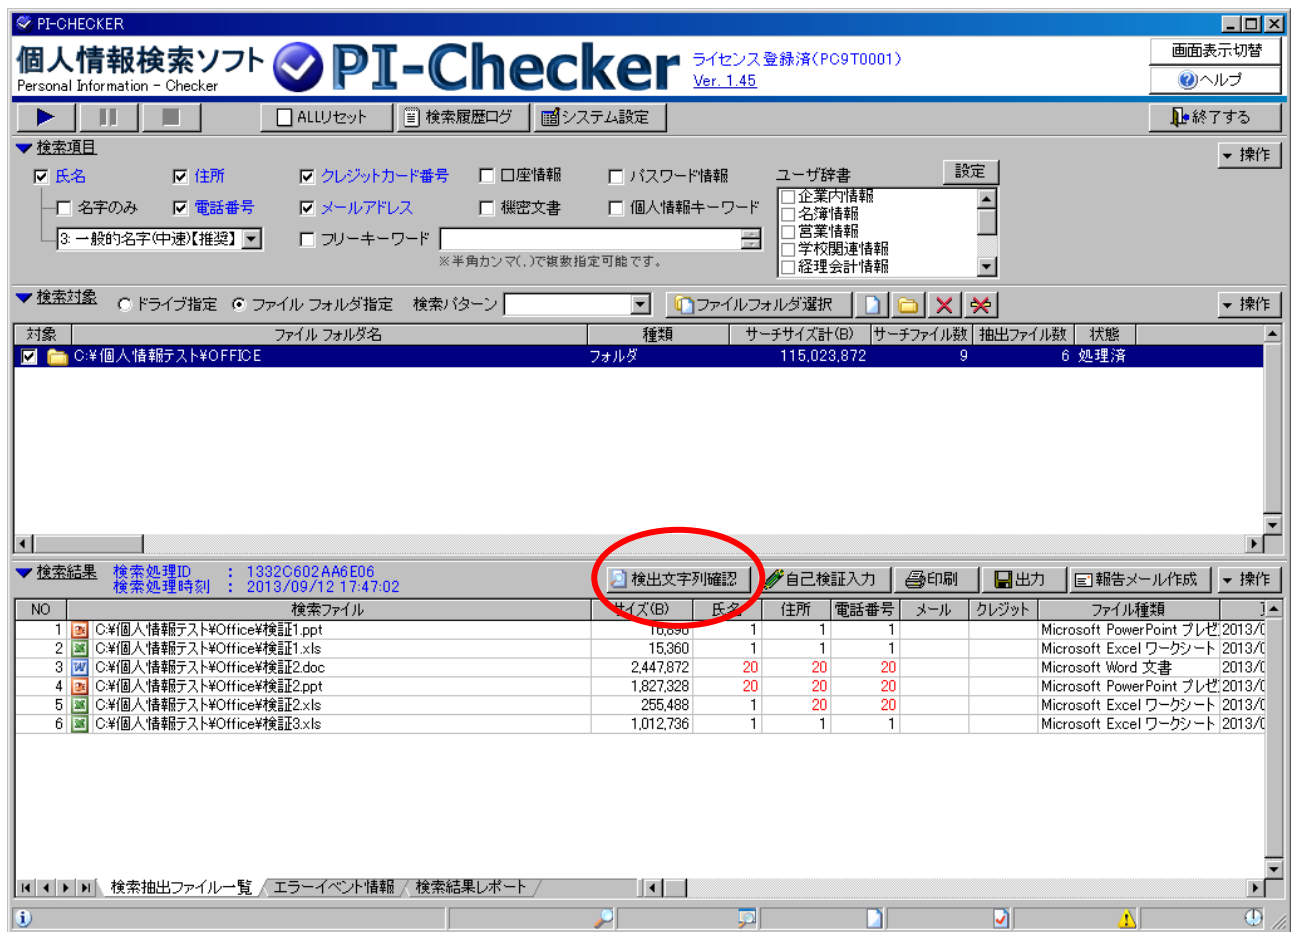 PI-CHECKER
個人情報検索ソフト PI-Checker ライセンス登録済(PC9T0001) 画面表示切替
Personal Information - Checker Ver. 1.45 ヘルプ
ALLリセット 検索履歴ログ システム設定 終了する
検索項目 操作
氏名 住所 クレジットカード番号 口座情報 パスワード情報 ユーザ辞書 設定
名字のみ 電話番号 メールアドレス 機密文書 個人情報キーワード
3: 一般的名字(中速)【推奨】 フリーキーワード
※半角カンマ(,)で複数指定可能です。
企業内情報
名簿情報
営業情報
学校関連情報
経理会計情報
検索対象 ドライブ指定 ファイル フォルダ指定 検索パターン ファイルフォルダ選択 操作
対象 ファイル フォルダ名 種類 サーチサイズ計(B) サーチファイル数 抽出ファイル数 状態
C:¥個人情報テスト¥OFFICE フォルダ 115,023,872 9 6 処理済
検索結果 検索処理ID : 1332C602AA6E06
検索処理時刻 : 2013/09/12 17:47:02
検出文字列確認 自己検証入力 印刷 出力 報告メール作成 操作
NO 検索ファイル サイズ(B) 氏名 住所 電話番号 メール クレジット ファイル種類
1 C:¥個人情報テスト¥Office¥検証1.ppt 1 1 1 Microsoft PowerPoint プレゼ 2013/0
2 C:¥個人情報テスト¥Office¥検証1.xls 15,360 1 1 1 Microsoft Excel ワークシート 2013/0
3 C:¥個人情報テスト¥Office¥検証2.doc 2,447,872 20 20 20 Microsoft Word 文書 2013/0
4 C:¥個人情報テスト¥Office¥検証2.ppt 1,827,328 20 20 20 Microsoft PowerPoint プレゼ 2013/0
5 C:¥個人情報テスト¥Office¥検証2.xls 255,488 1 20 20 Microsoft Excel ワークシート 2013/0
6 C:¥個人情報テスト¥Office¥検証3.xls 1,012,736 1 1 1 Microsoft Excel ワークシート 2013/0
検索抽出ファイル一覧 エラーイベント情報 検索結果レポート